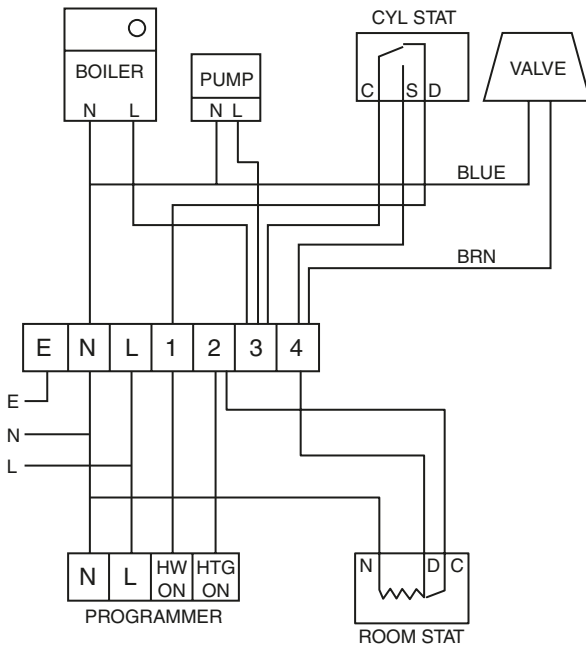 CYL STAT
BOILER
PUMP
VALVE
C S D
N L
N L
BLUE
BRN
E N L 1 2 3 4
E
N
L
N L HW ON HTG ON
N D C
PROGRAMMER
ROOM STAT